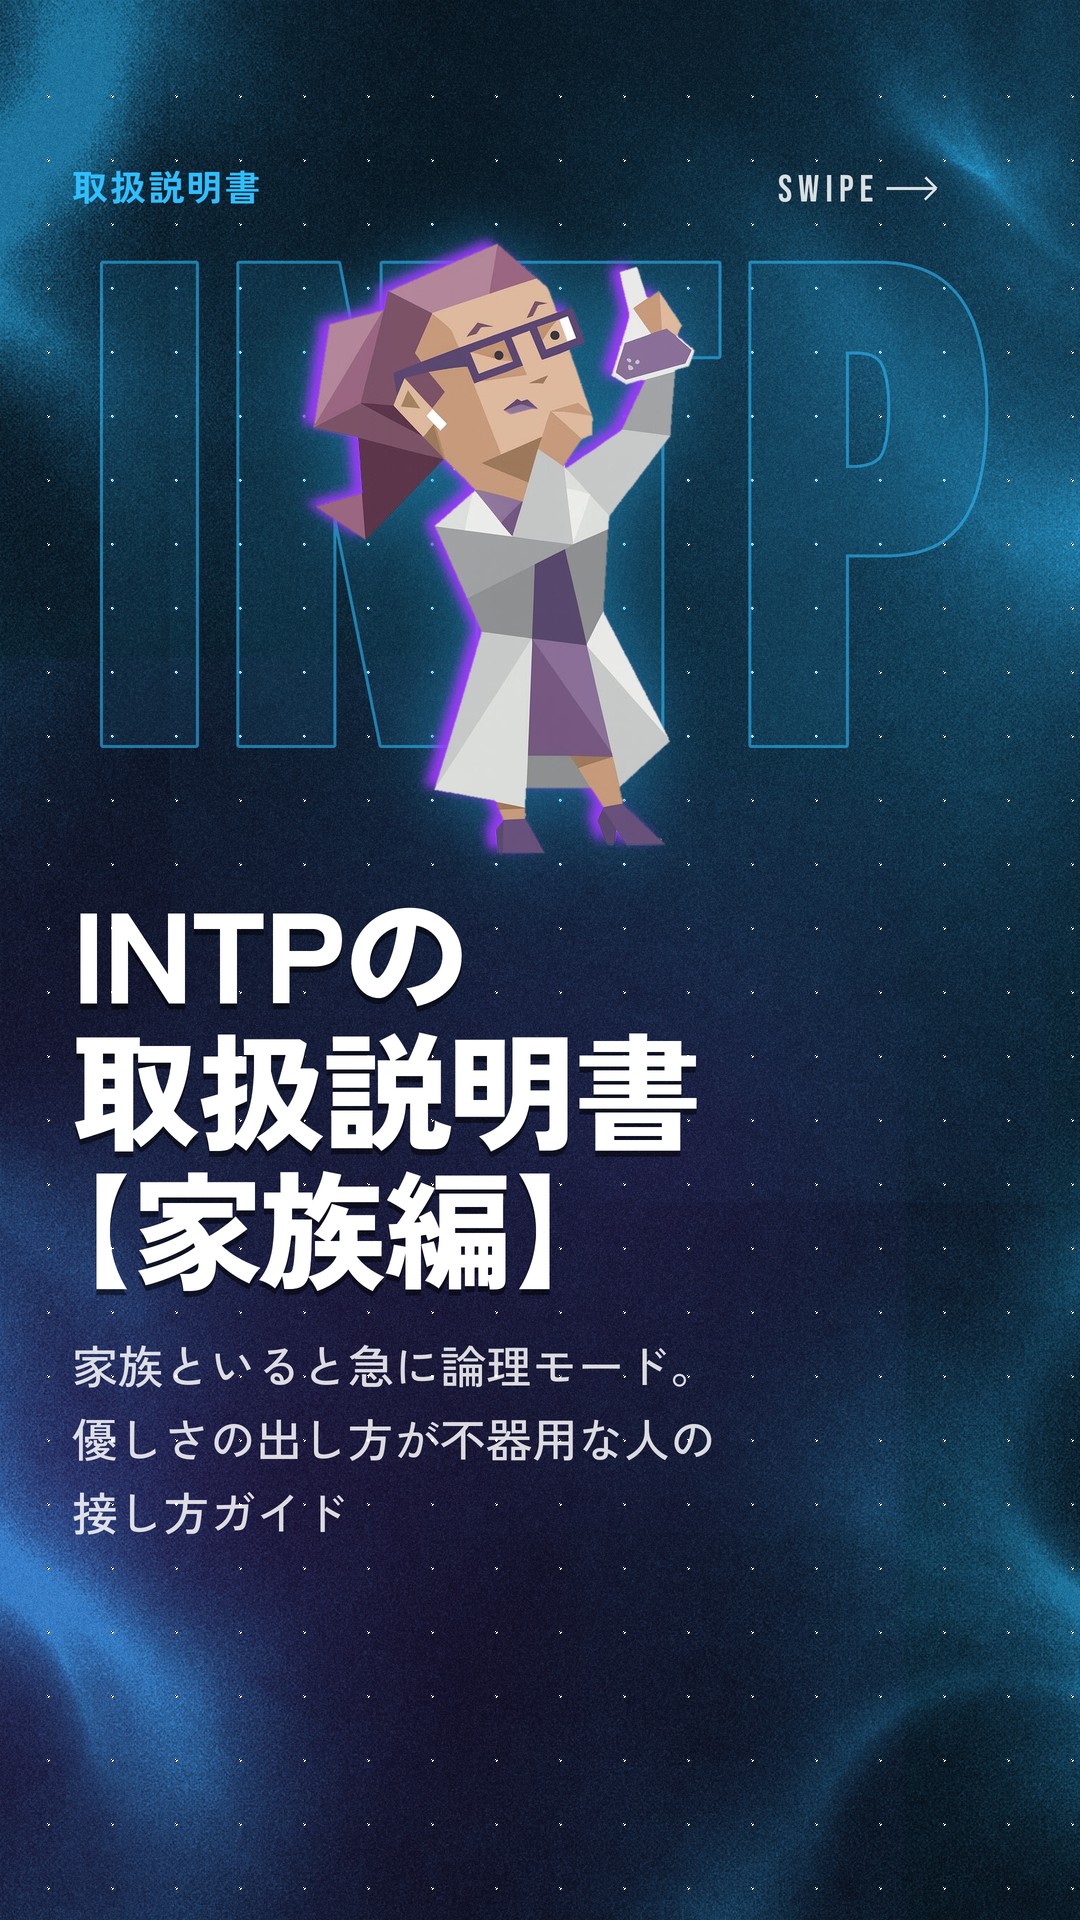 取扱説明書
SWIPE
INTP
INTPの
取扱説明書
【家族編】
家族といると急に論理モード。
優しさの出し方が不器用な人の
接し方ガイド